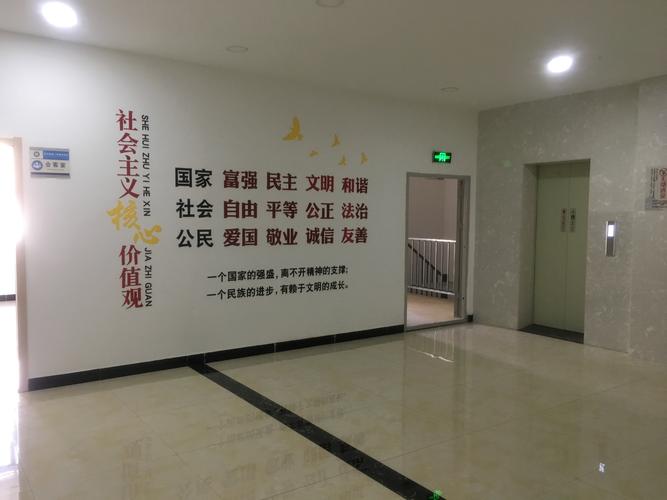 会客室
社会主义核心价值观
SHE HUI ZHU YI HE XIN
JIA ZHI GUAN
国家 富强 民主 文明 和谐
社会 自由 平等 公正 法治
公民 爱国 敬业 诚信 友善
一个国家的强盛，离不开精神的支撑；
一个民族的进步，有赖于文明的成长。